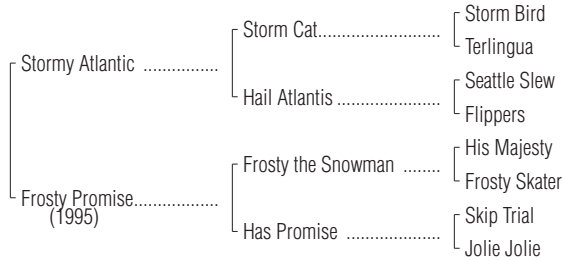 Storm Bird
Storm Cat..............................
Terlingua
Stormy Atlantic ................
Seattle Slew
Hail Atlantis ......................
Flippers
His Majesty
Frosty the Snowman ........
Frosty Skater
Frosty Promise..................
(1995)
Skip Trial
Has Promise ....................
Jolie Jolie